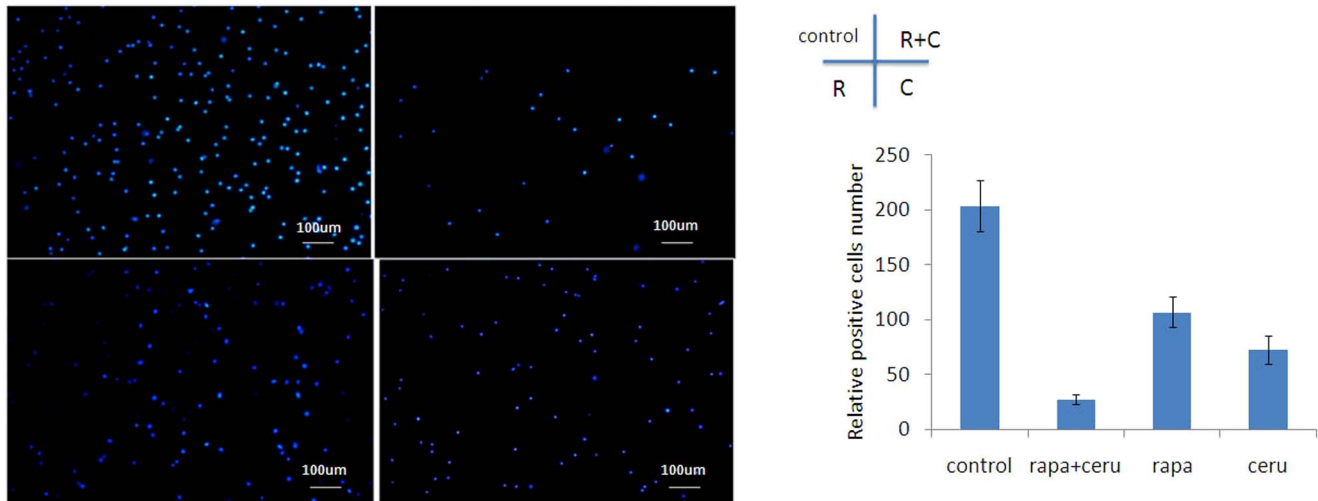 100um
100um
100um
100um
control
R+C
R
C
Relative positive cells number
250
200
150
100
50
0
control
rapa+ceru
rapa
ceru